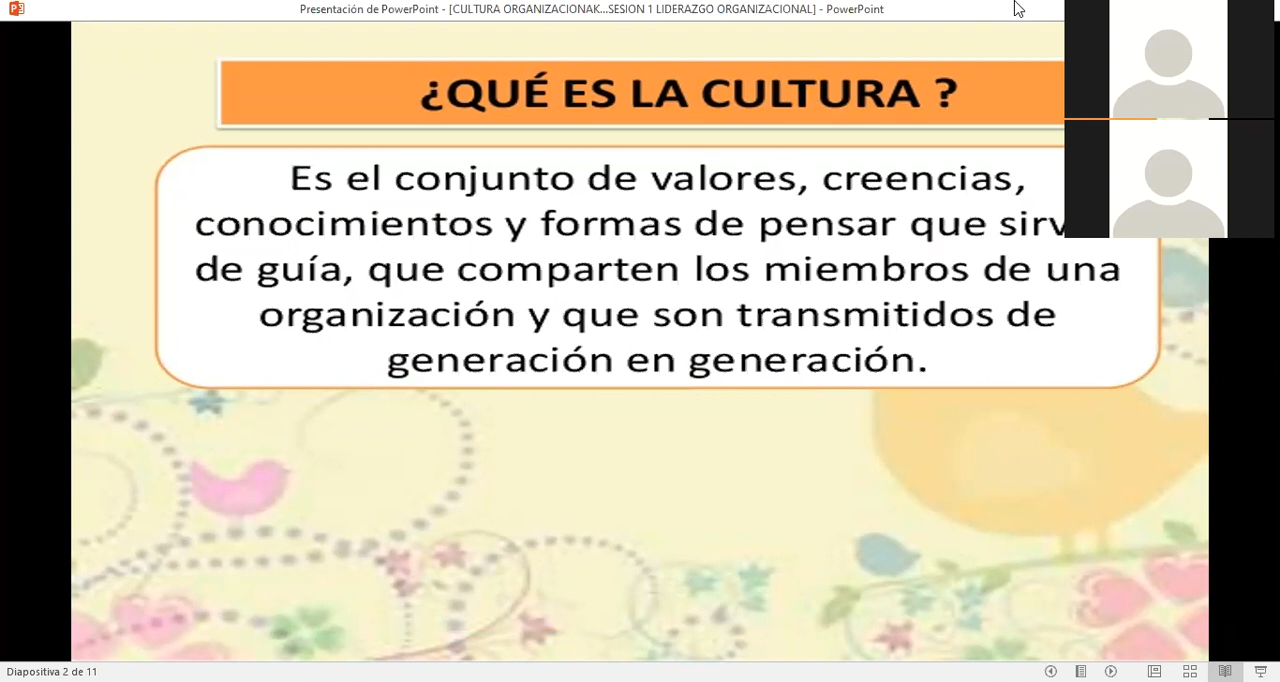 Presentación de PowerPoint - [CULTURA ORGANIZACIONAK...SESION 1 LIDERAZGO ORGANIZACIONAL] - PowerPoint
¿QUÉ ES LA CULTURA ?
Es el conjunto de valores, creencias,
conocimientos y formas de pensar que
de guía, que comparten los miembros de una
organización y que son transmitidos de
generación en generación.
Diapositiva 2 de 11